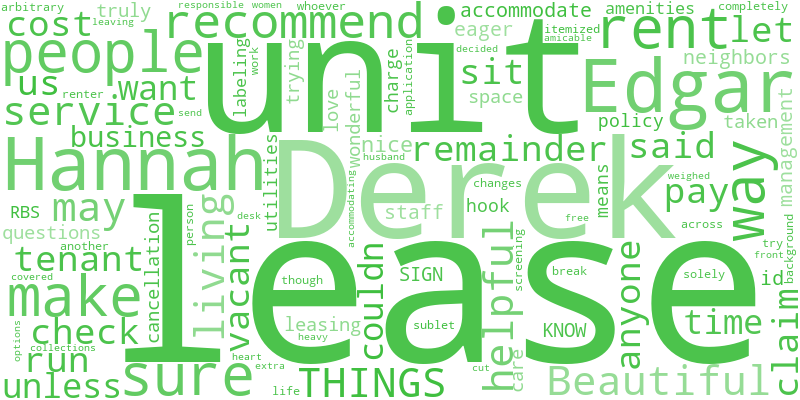 arbitrary
truly
leaving
cost
recommend
responsible
women
whoever
accommodate
amenities
completely
people
unit
rent
let
eager
itemized
amicable
decided
us
want
labeling
work
trying
charge
application
sit
Edgar
neighbors
renter
service
send
love
wonderful
space
policy
taken
business
utilities
nice
husband
remainder
said
weighed
management
Hannah
Derek
way
RBS
may
living
person
desk
accommodating
staff
hook
changes
means
pay
across
free
background
questions
another
cancellation
vacant
tenant
covered
lease
though
SIGN
screening
break
anyone
solely
id
try
front
make
couldn
helpful
KNOW
time
claim
leasing
heavy
sublet
options
check
collections
run
heart
extra
sure
life
THINGS
care
cut
Beautiful
unless